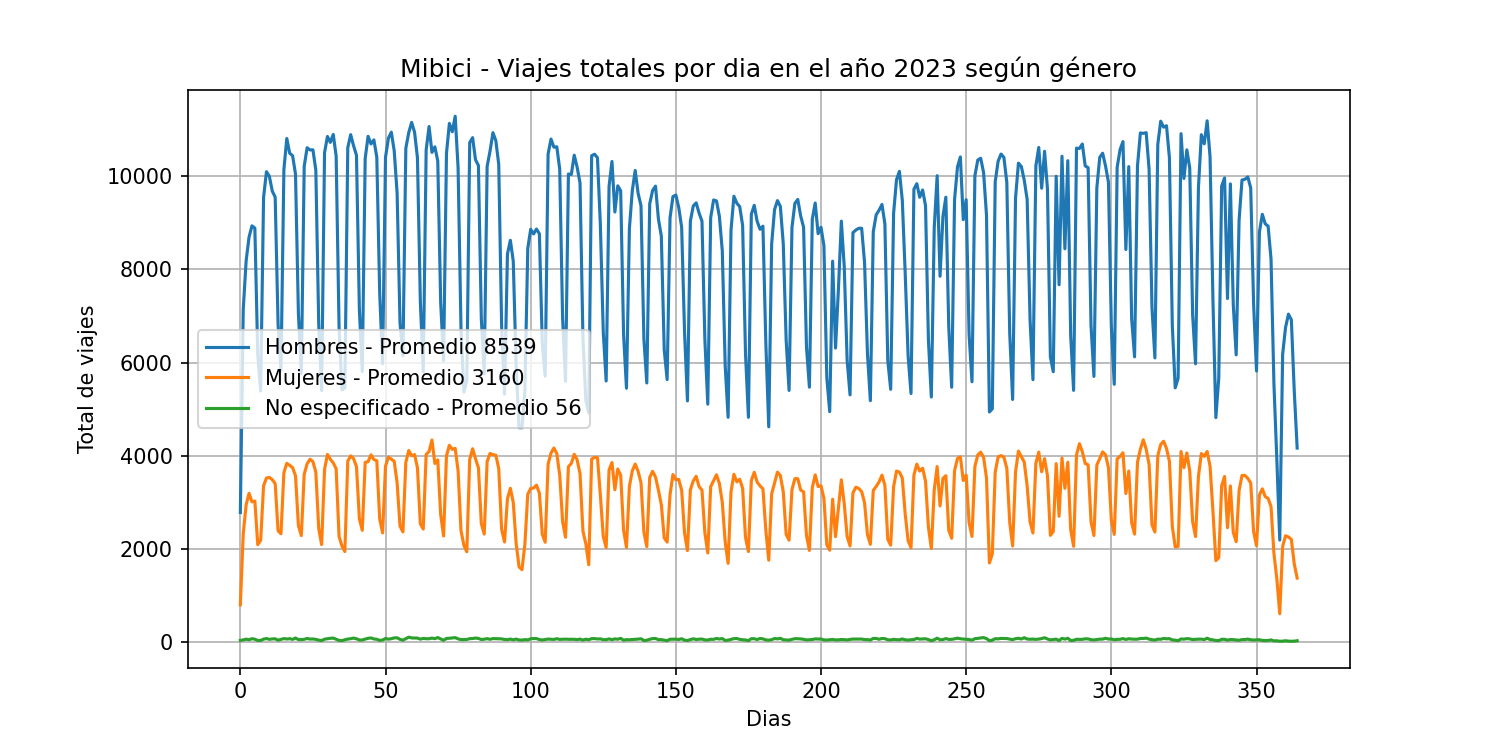 Mibici - Viajes totales por dia en el año 2023 según género
Total de viajes
10000
8000
6000
4000
2000
0
Hombres - Promedio 8539
Mujeres - Promedio 3160
No especificado - Promedio 56
0 50 100 150 200 250 300 350
Dias